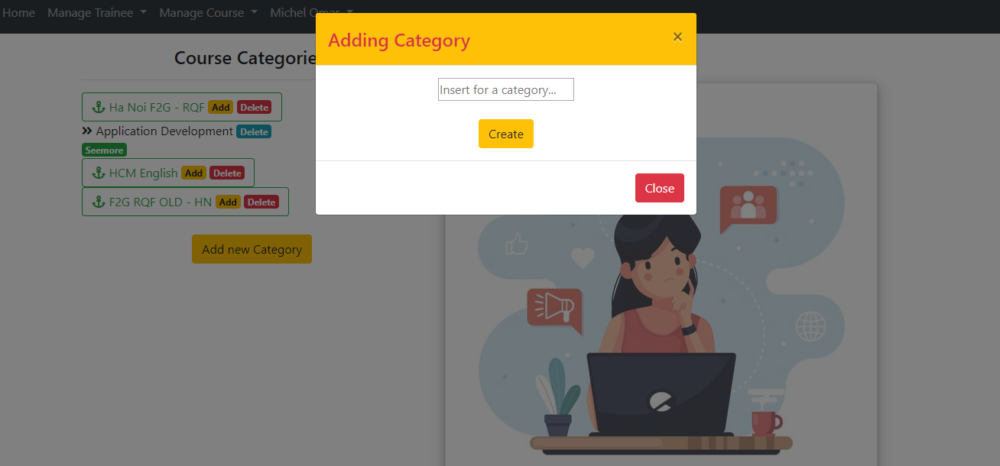 Home Manage Trainee Manage Course Michel Omar
Adding Category ×
Insert for a category...
Create
Close
Course Categorie
Ha Noi F2G - RQF Add Delete
Application Development Delete
Seemore
HCM English Add Delete
F2G RQF OLD - HN Add Delete
Add new Category